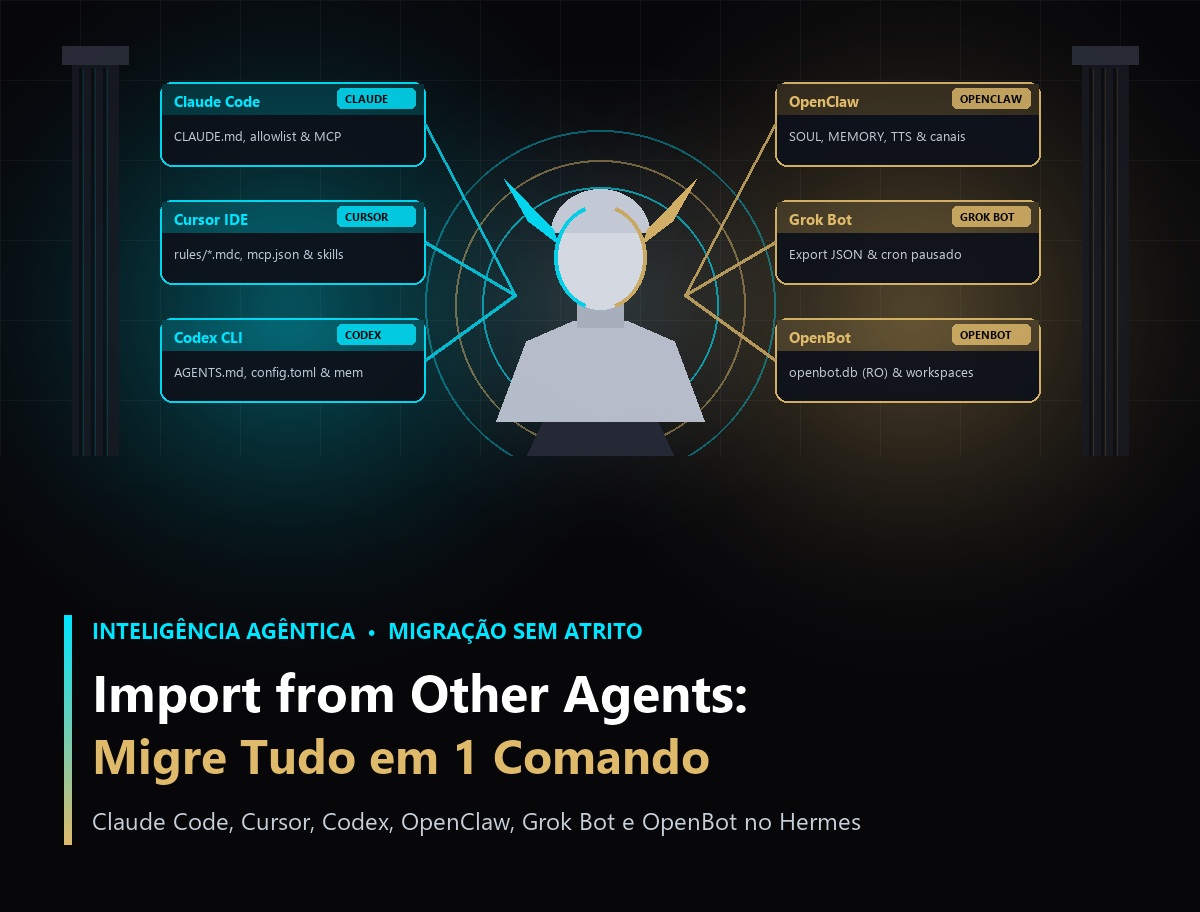 Claude Code CLAUDE
CLAUDE.md, allowlist & MCP
Cursor IDE CURSOR
rules/*.mdc, mcp.json & skills
Codex CLI CODEX
AGENTS.md, config.toml & mem
OpenClaw OPENCLAW
SOUL, MEMORY, TTS & canais
Grok Bot GROK BOT
Export JSON & cron pausado
OpenBot OPENBOT
openbot.db (RO) & workspaces
INTELIGÊNCIA AGÊNTICA • MIGRAÇÃO SEM ATRITO
Import from Other Agents:
Migre Tudo em 1 Comando
Claude Code, Cursor, Codex, OpenClaw, Grok Bot e OpenBot no Hermes